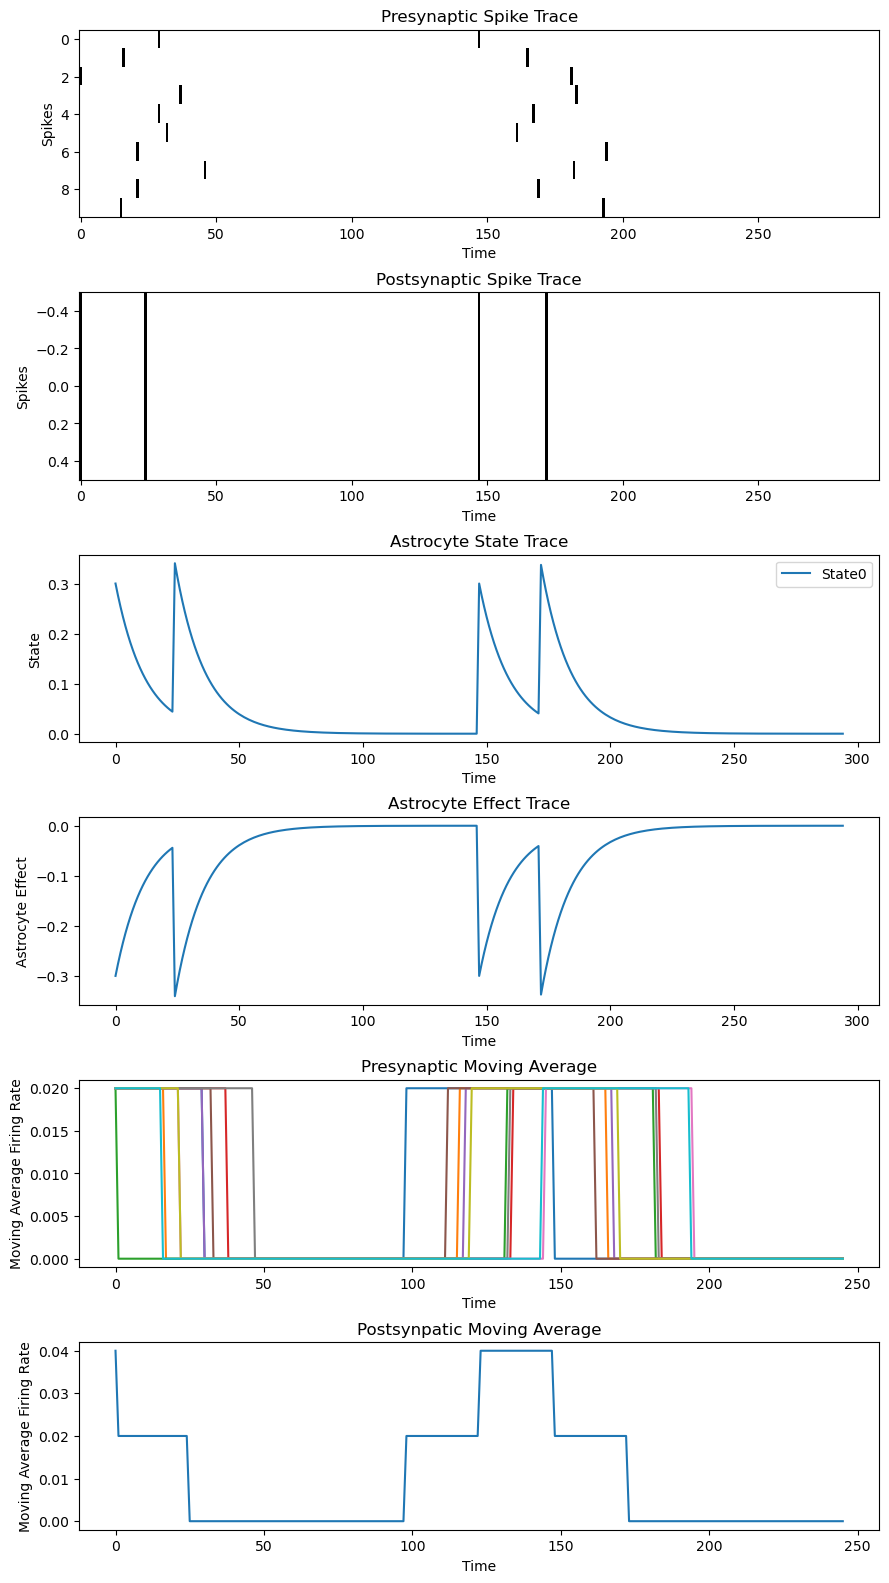 Presynaptic Spike Trace
Spikes
0
2
4
6
8
0 50 100 150 200 250
Time
Postsynaptic Spike Trace
Spikes
−0.4
−0.2
0.0
0.2
0.4
0 50 100 150 200 250
Time
Astrocyte State Trace
State
0.3
0.2
0.1
0.0
State0
0 50 100 150 200 250 300
Time
Astrocyte Effect Trace
Astrocyte Effect
0.0
−0.1
−0.2
−0.3
0 50 100 150 200 250 300
Time
Presynaptic Moving Average
Moving Average Firing Rate
0.020
0.015
0.010
0.005
0.000
0 50 100 150 200 250
Time
Postsynpatic Moving Average
Moving Average Firing Rate
0.04
0.03
0.02
0.01
0.00
0 50 100 150 200 250
Time